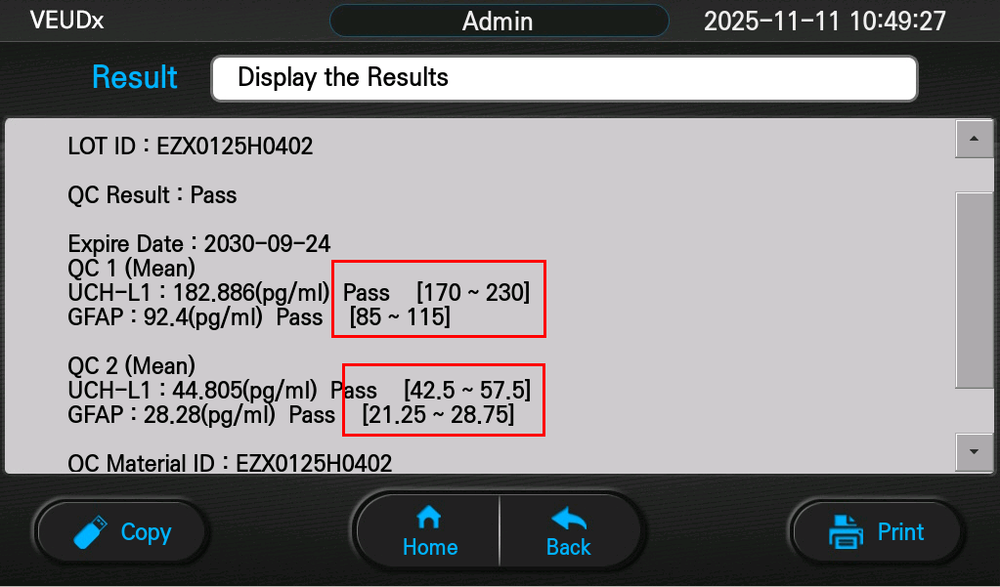 VEUDx Admin 2025-11-11 10:49:27
Result Display the Results
LOT ID : EZX0125H0402
QC Result : Pass
Expire Date : 2030-09-24
QC 1 (Mean)
UCH-L1 : 182.886(pg/ml) Pass [170 ~ 230]
GFAP : 92.4(pg/ml) Pass [85 ~ 115]
QC 2 (Mean)
UCH-L1 : 44.805(pg/ml) Pass [42.5 ~ 57.5]
GFAP : 28.28(pg/ml) Pass [21.25 ~ 28.75]
QC Material ID : EZX0125H0402
Copy Home Back Print